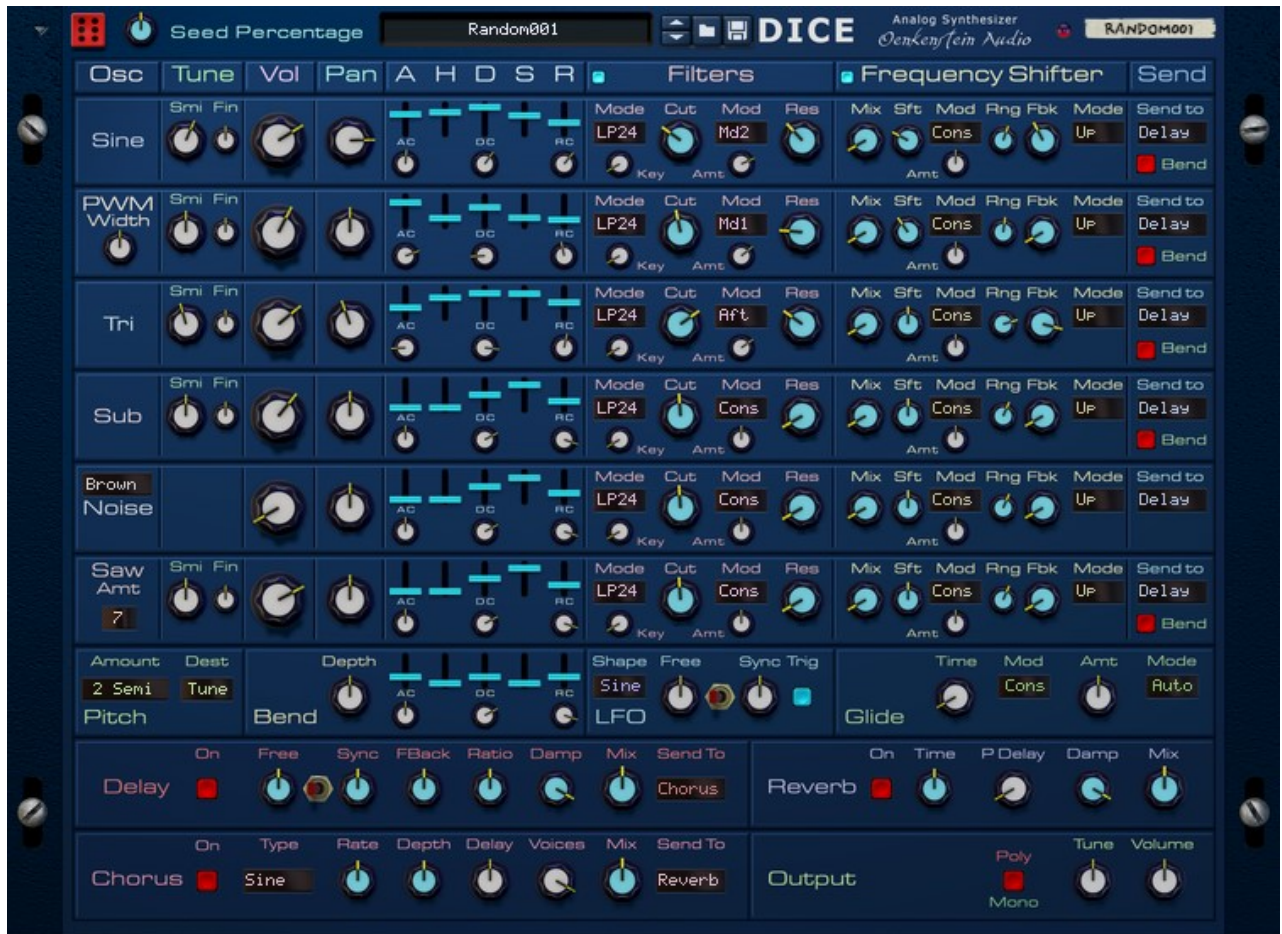 Seed Percentage Random001 DICE Analog Synthesizer Oenkenstein Audio RANDOM001
Osc Tune Vol Pan A H D S R Filters Frequency Shifter Send
Smi Fin Mode Cut Mod Res Mix Sft Mod Rng Fbk Mode Send to
Sine LP24 Md2 Cons Up Delay
AC DC RC Key Amt Amt Bend
PWM Smi Fin Mode Cut Mod Res Mix Sft Mod Rng Fbk Mode Send to
Width LP24 Md1 Cons Up Delay
AC DC RC Key Amt Amt Bend
Smi Fin Mode Cut Mod Res Mix Sft Mod Rng Fbk Mode Send to
Tri LP24 Aft Cons Up Delay
AC DC RC Key Amt Amt Bend
Smi Fin Mode Cut Mod Res Mix Sft Mod Rng Fbk Mode Send to
Sub LP24 Cons Cons Up Delay
AC DC RC Key Amt Amt Bend
Brown Mode Cut Mod Res Mix Sft Mod Rng Fbk Mode Send to
Noise LP24 Cons Cons Up Delay
AC DC RC Key Amt Amt
Saw Smi Fin Mode Cut Mod Res Mix Sft Mod Rng Fbk Mode Send to
Amt LP24 Cons Cons Up Delay
7 AC DC RC Key Amt Amt Bend
Amount Dest Depth Shape Free Sync Trig Time Mod Amt Mode
2 Semi Tune AC DC RC Sine Cons Auto
Pitch Bend LFO Glide
On Free Sync FBack Ratio Damp Mix Send To On Time P Delay Damp Mix
Delay Chorus Reverb
On Type Rate Depth Delay Voices Mix Send To Poly Tune Volume
Chorus Sine Reverb Output
Mono